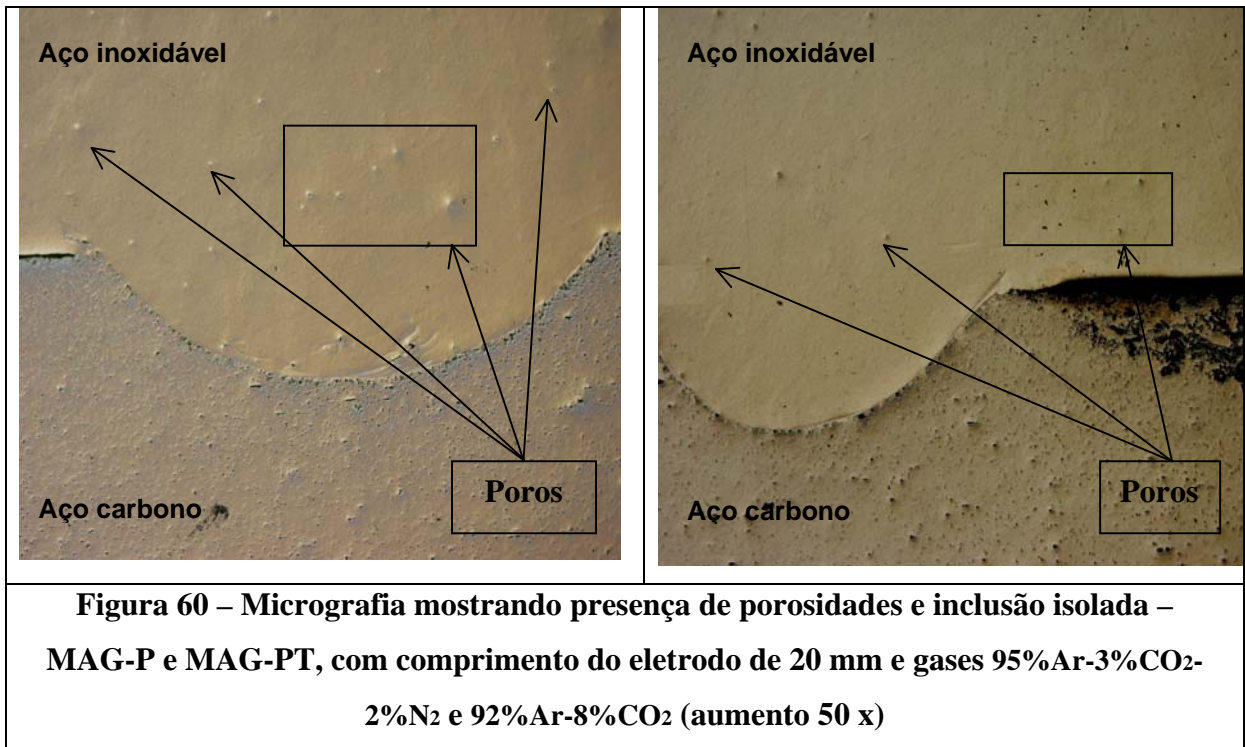 Aço inoxidável
Aço inoxidável
Poros
Poros
Aço carbono
Aço carbono
Figura 60 – Micrografia mostrando presença de porosidades e inclusão isolada –
MAG-P e MAG-PT, com comprimento do eletrodo de 20 mm e gases 95%Ar-3%CO₂-
2%N₂ e 92%Ar-8%CO₂ (aumento 50 x)